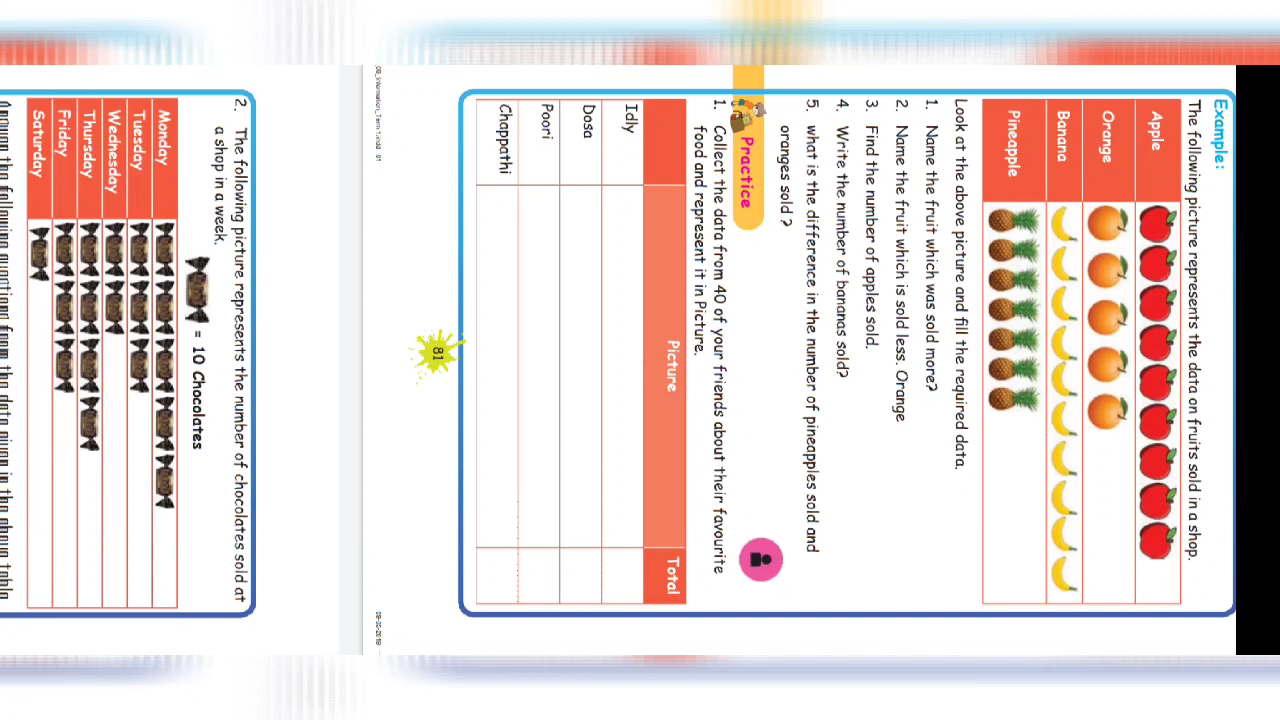 Example:
The following picture represents the data on fruits sold in a shop.
Apple
Orange
Banana
Pineapple
Look at the above picture and fill the required data.
1. Name the fruit which was sold more?
2. Name the fruit which is sold less. Orange
3. Find the number of apples sold.
4. Write the number of bananas sold?
5. what is the difference in the number of pineapples sold and
oranges sold ?
Practice
1. Collect the data from 40 of your friends about their favourite
food and represent it in Picture.
Picture Total
Idly
Dosa
Poori
Chappathi
81
2. The following picture represents the number of chocolates sold at
a shop in a week.
= 10 Chocolates
Monday
Tuesday
Wednesday
Thursday
Friday
Saturday